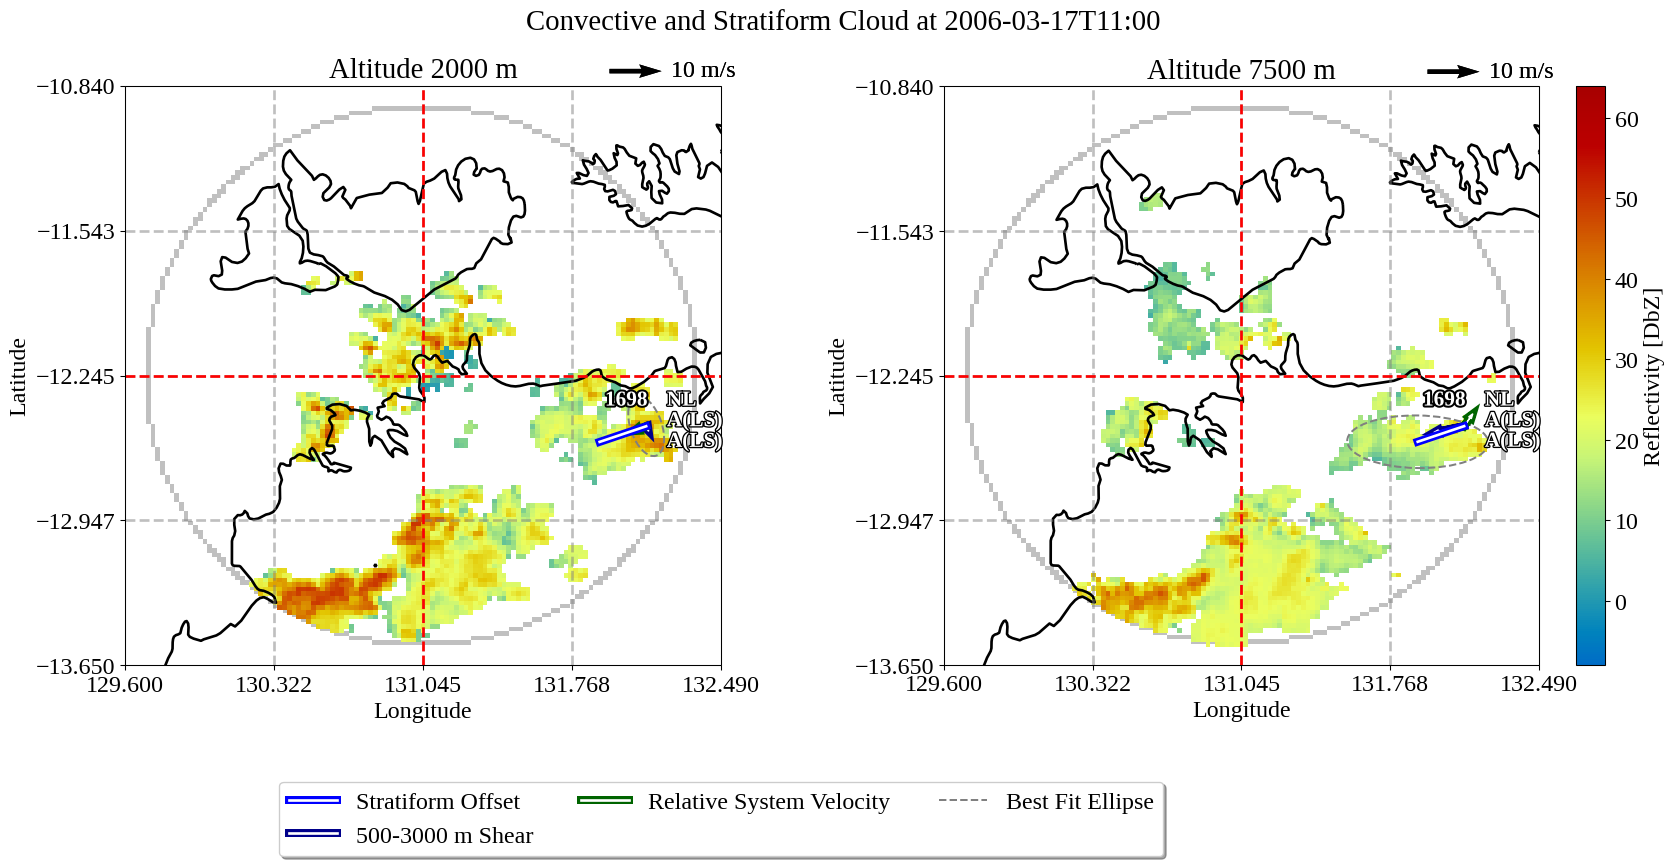 Convective and Stratiform Cloud at 2006-03-17T11:00
Altitude 2000 m
10 m/s
−10.840
−11.543
−12.245
−12.947
−13.650
129.600
130.322
131.045
131.768
132.490
Latitude
Longitude
1698
NL
A(LS)
A(LS)
Altitude 7500 m
10 m/s
−10.840
−11.543
−12.245
−12.947
−13.650
129.600
130.322
131.045
131.768
132.490
Latitude
Longitude
1698
NL
A(LS)
A(LS)
60
50
40
30
20
10
0
Reflectivity [DbZ]
Stratiform Offset
500-3000 m Shear
Relative System Velocity
Best Fit Ellipse